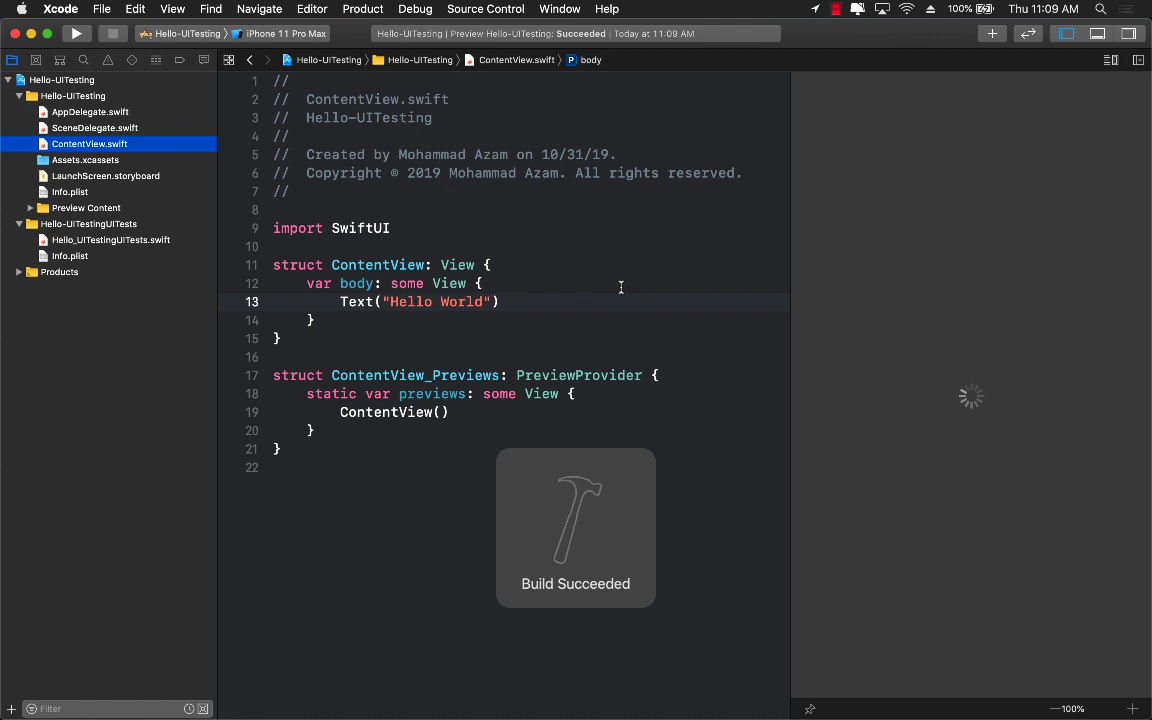 Xcode File Edit View Find Navigate Editor Product Debug Source Control Window Help 100% Thu 11:09 AM
Hello-UITesting iPhone 11 Pro Max Hello-UITesting | Preview Hello-UITesting: Succeeded | Today at 11:09 AM
Hello-UITesting Hello-UITesting ContentView.swift P body
Hello-UITesting
Hello-UITesting
AppDelegate.swift
SceneDelegate.swift
ContentView.swift
Assets.xcassets
LaunchScreen.storyboard
Info.plist
Preview Content
Hello-UITestingUITests
Hello_UITestingUITests.swift
Info.plist
Products
1 //
2 // ContentView.swift
3 // Hello-UITesting
4 //
5 // Created by Mohammad Azam on 10/31/19.
6 // Copyright © 2019 Mohammad Azam. All rights reserved.
7 //
8
9 import SwiftUI
10
11 struct ContentView: View {
12 var body: some View {
13 Text("Hello World")
14 }
15 }
16
17 struct ContentView_Previews: PreviewProvider {
18 static var previews: some View {
19 ContentView()
20 }
21 }
22
Build Succeeded
Filter
100%